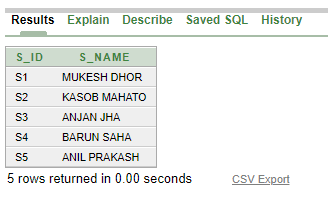 Results Explain Describe Saved SQL History
S_ID S_NAME
S1 MUKESH DHOR
S2 KASOB MAHATO
S3 ANJAN JHA
S4 BARUN SAHA
S5 ANIL PRAKASH
5 rows returned in 0.00 seconds CSV Export